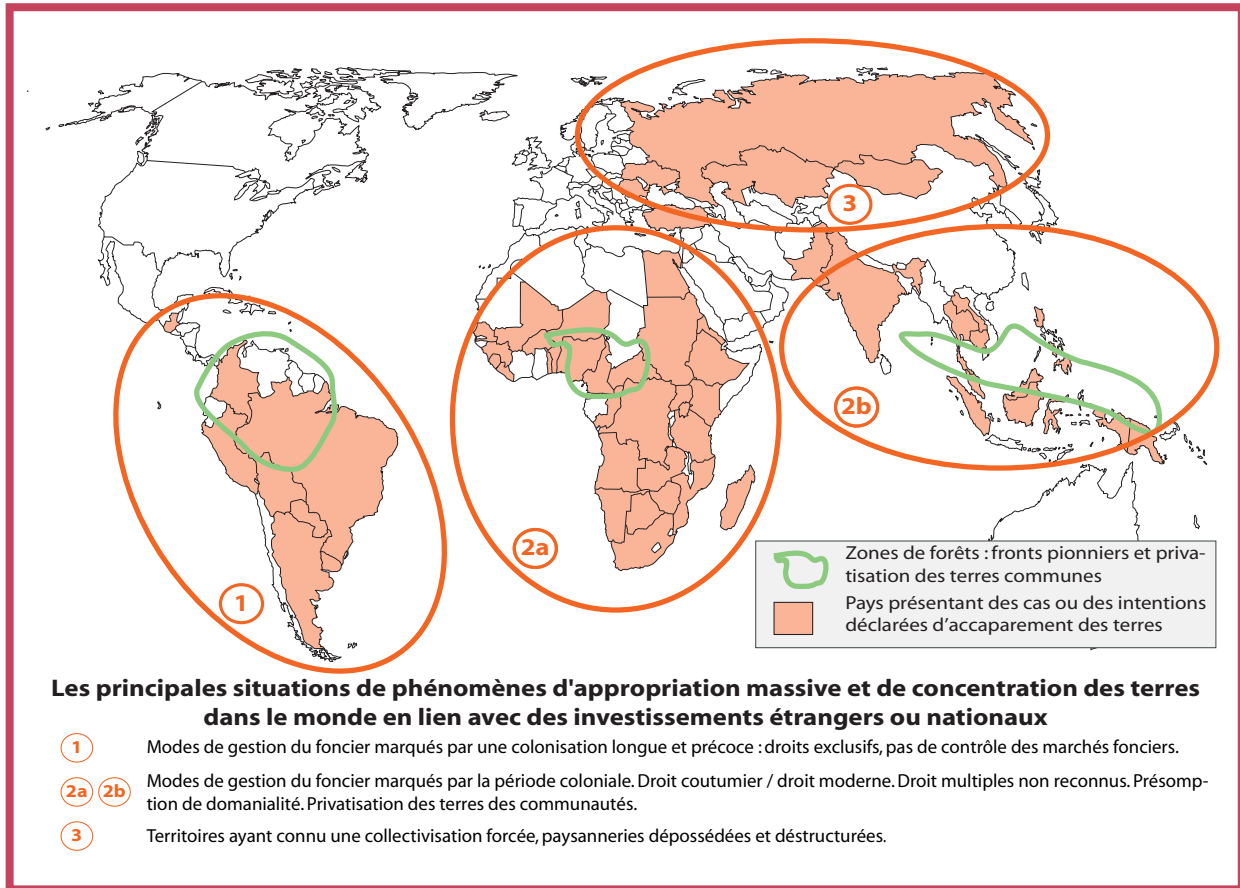 3
2b
2a
1
Zones de forêts : fronts pionniers et priva-
tisation des terres communes
Pays présentant des cas ou des intentions
déclarées d'accaparement des terres
Les principales situations de phénomènes d'appropriation massive et de concentration des terres
dans le monde en lien avec des investissements étrangers ou nationaux
1 Modes de gestion du foncier marqués par une colonisation longue et précoce : droits exclusifs, pas de contrôle des marchés fonciers.
2a 2b Modes de gestion du foncier marqués par la période coloniale. Droit coutumier / droit moderne. Droit multiples non reconnus. Présomp-
tion de domanialité. Privatisation des terres des communautés.
3 Territoires ayant connu une collectivisation forcée, paysanneries dépossédées et déstructurées.